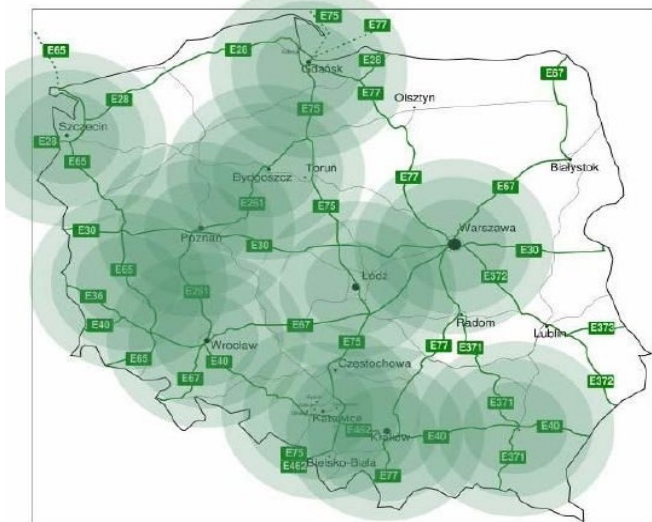 E75
E77
E65
E28
E28
Gdańsk
E67
E28
E77
Olsztyn
E75
Szczecin
E28
E65
Toruń
Bydgoszcz
Białystok
E77
E67
E75
E261
Warszawa
E30
Poznań
E30
E30
E65
E372
Łódź
E261
E36
E40
E67
Radom
E373
Lublin
Wrocław
E75
E77
E371
E65
E40
E67
Częstochowa
E372
E371
Katowice
E462
Kraków
E40
E40
E75
E462
Bielsko-Biała
E371
E77